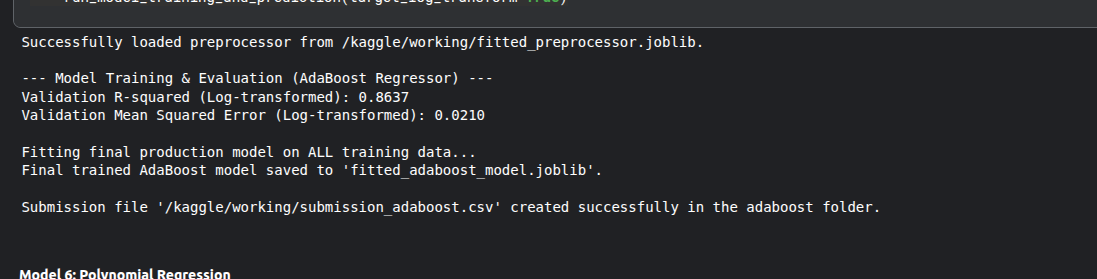 run_model_training_and_prediction(target_log_transform=True)
Successfully loaded preprocessor from /kaggle/working/fitted_preprocessor.joblib.
--- Model Training & Evaluation (AdaBoost Regressor) ---
Validation R-squared (Log-transformed): 0.8637
Validation Mean Squared Error (Log-transformed): 0.0210
Fitting final production model on ALL training data...
Final trained AdaBoost model saved to 'fitted_adaboost_model.joblib'.
Submission file '/kaggle/working/submission_adaboost.csv' created successfully in the adaboost folder.
Model 6: Polynomial Regression